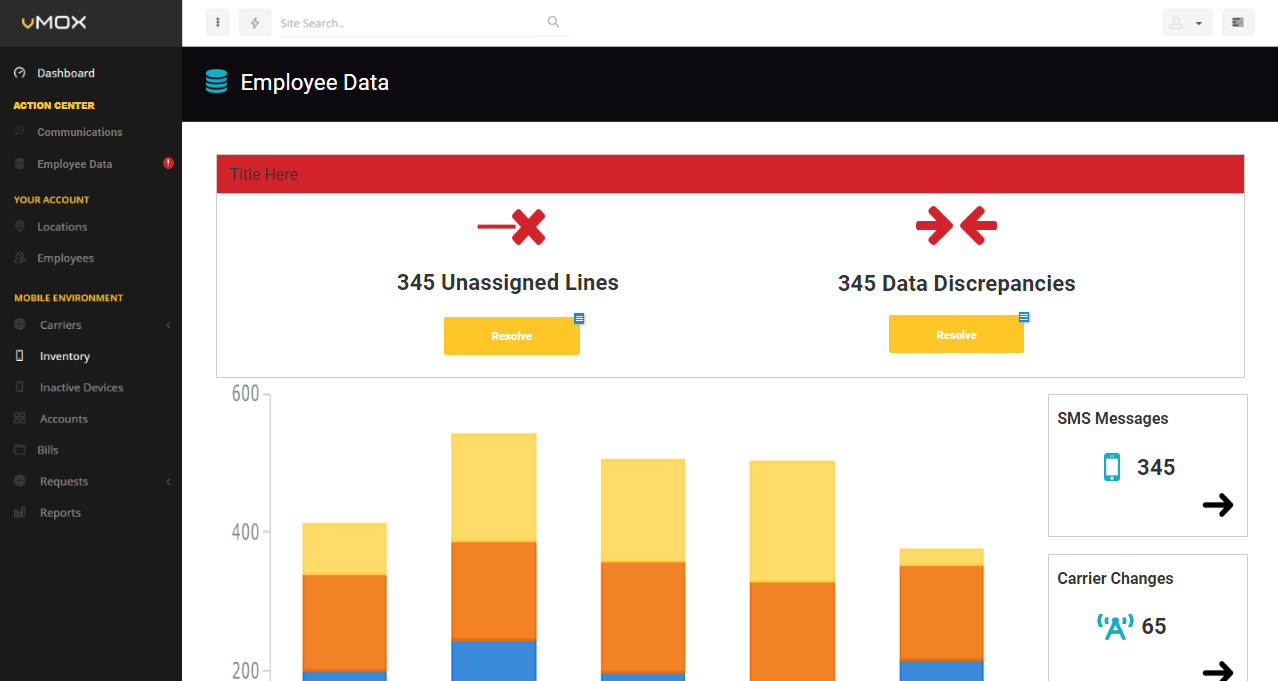 vMOX
Site Search..
Dashboard
ACTION CENTER
Communications
Employee Data
!
YOUR ACCOUNT
Locations
Employees
MOBILE ENVIRONMENT
Carriers
Inventory
Inactive Devices
Accounts
Bills
Requests
Reports
Employee Data
Title Here
345 Unassigned Lines
345 Data Discrepancies
Resolve
Resolve
600
400
200
SMS Messages
345
Carrier Changes
65